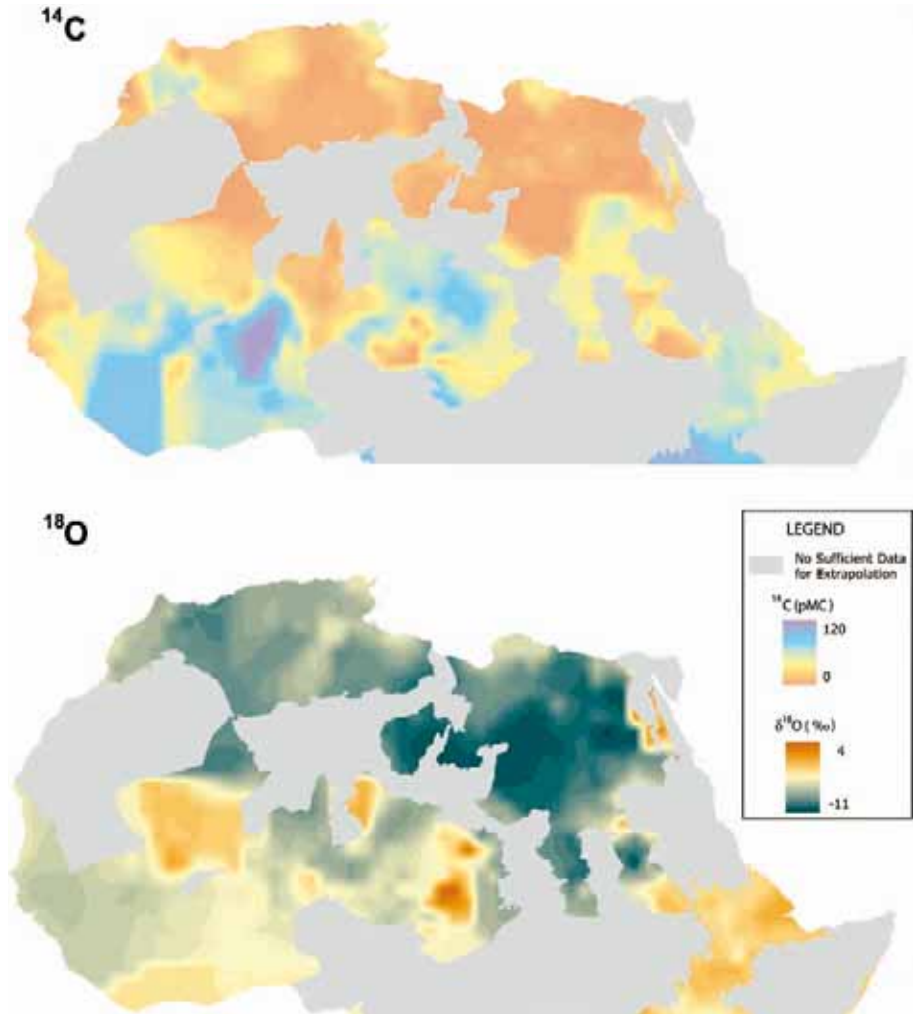 ¹⁴C
¹⁸O
LEGEND
No Sufficient Data
for Extrapolation
¹⁴C (pMC)
120
0
δ¹⁸O (‰)
4
-11